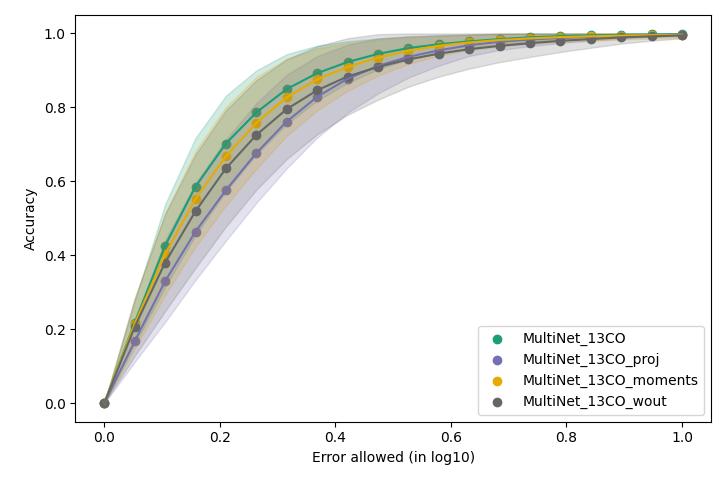 1.0
0.8
0.6
0.4
0.2
0.0
Accuracy
0.0 0.2 0.4 0.6 0.8 1.0
Error allowed (in log10)
MultiNet_13CO
MultiNet_13CO_proj
MultiNet_13CO_moments
MultiNet_13CO_wout